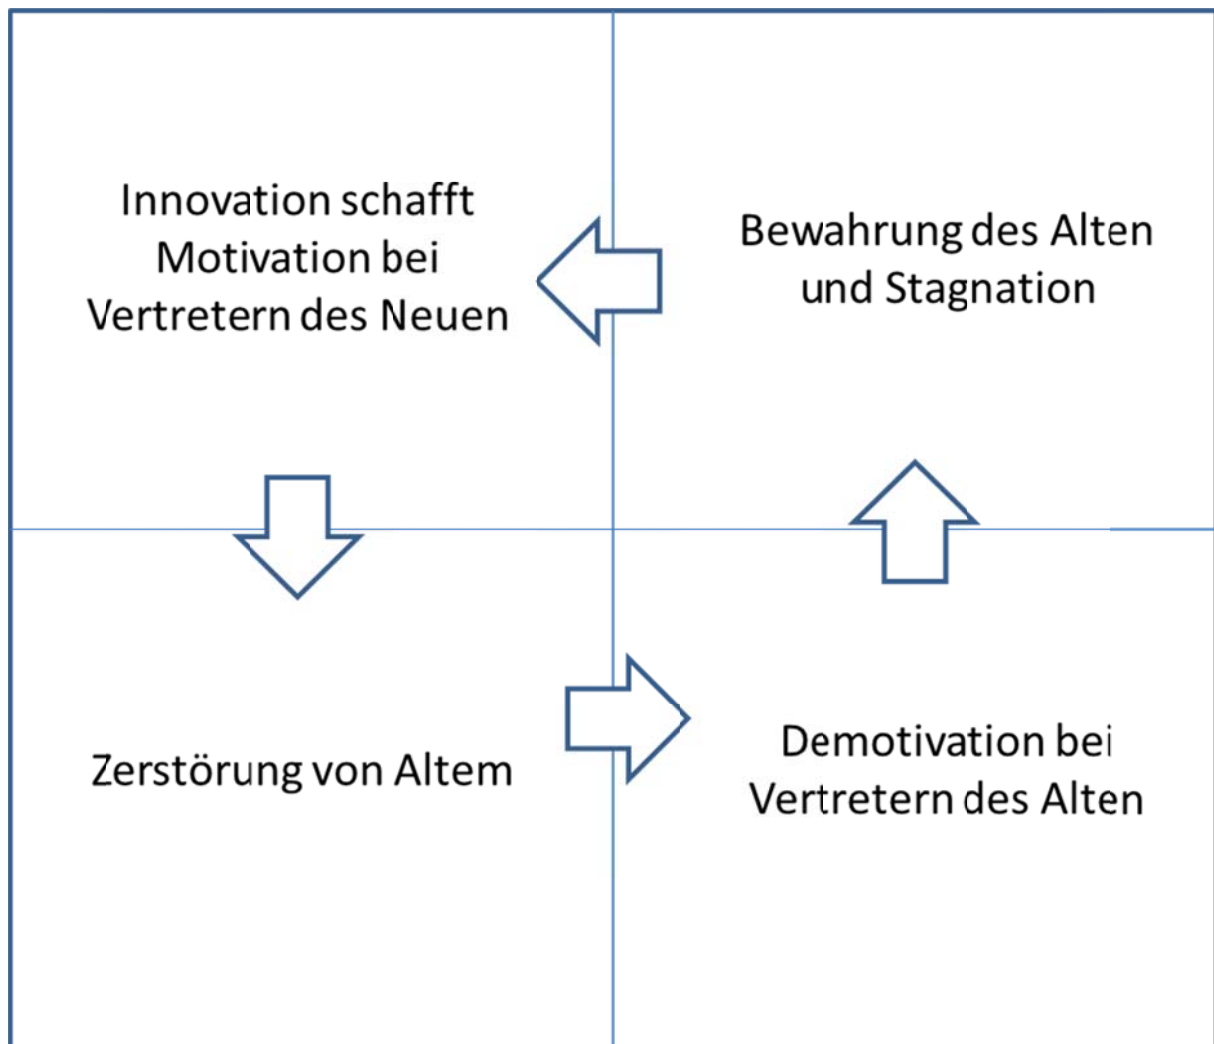 Innovation schafft
Motivation bei
Vertretern des Neuen
Bewahrung des Alten
und Stagnation
Zerstörung von Altem
Demotivation bei
Vertretern des Alten